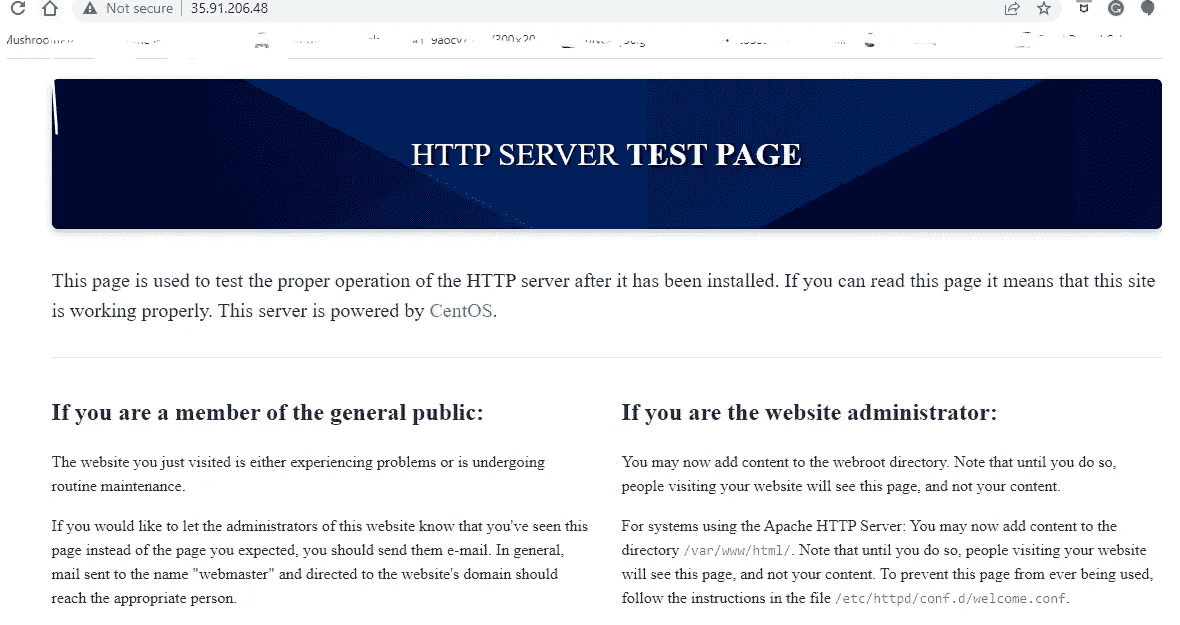 Not secure
35.91.206.48
HTTP SERVER TEST PAGE
This page is used to test the proper operation of the HTTP server after it has been installed. If you can read this page it means that this site
is working properly. This server is powered by CentOS.
If you are a member of the general public:
The website you just visited is either experiencing problems or is undergoing
routine maintenance.
If you would like to let the administrators of this website know that you've seen this
page instead of the page you expected, you should send them e-mail. In general,
mail sent to the name "webmaster" and directed to the website's domain should
reach the appropriate person.
If you are the website administrator:
You may now add content to the webroot directory. Note that until you do so,
people visiting your website will see this page, and not your content.
For systems using the Apache HTTP Server: You may now add content to the
directory /var/www/html/. Note that until you do so, people visiting your website
will see this page, and not your content. To prevent this page from ever being used,
follow the instructions in the file /etc/httpd/conf.d/welcome.conf.